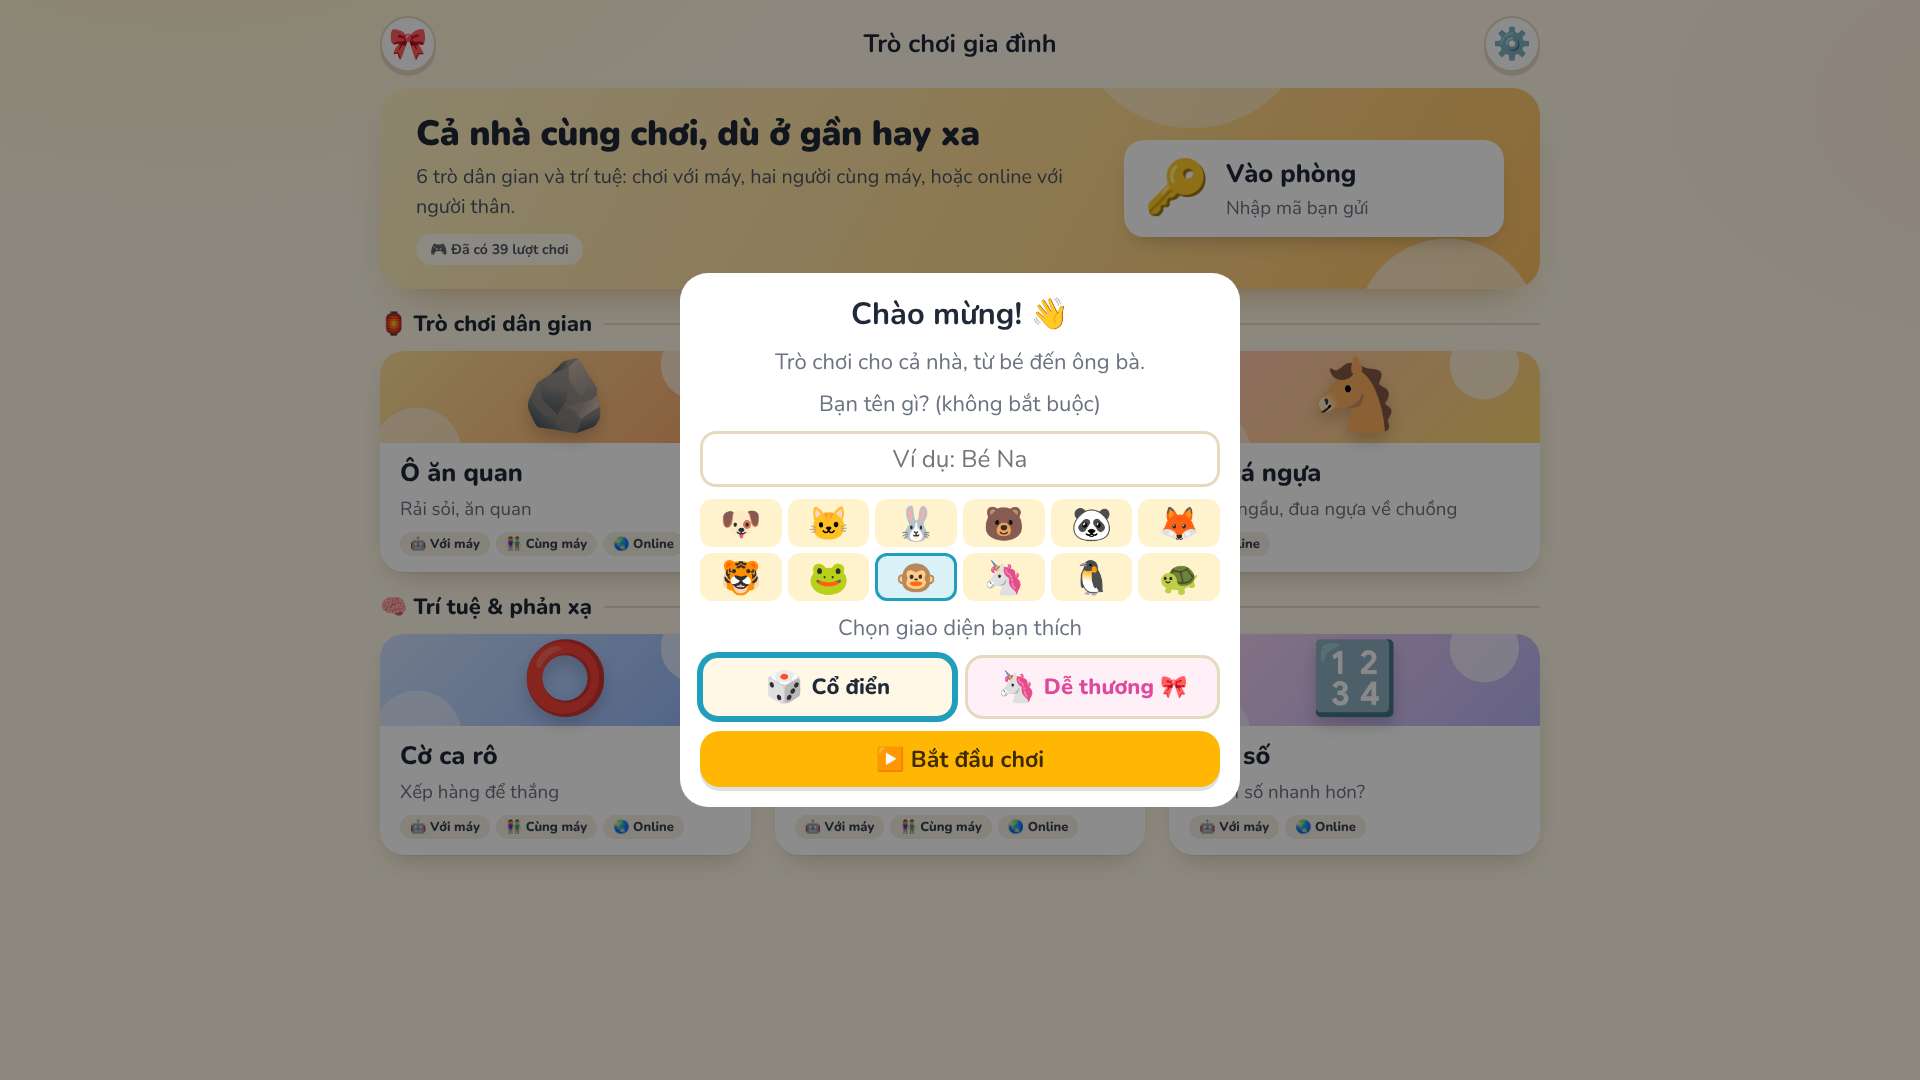 Trò chơi gia đình
Cả nhà cùng chơi, dù ở gần hay xa
6 trò dân gian và trí tuệ: chơi với máy, hai người cùng máy, hoặc online với
người thân.
Đã có 39 lượt chơi
Vào phòng
Nhập mã bạn gửi
Trò chơi dân gian
Ô ăn quan
Rải sỏi, ăn quan
Với máy
Cùng máy
Online
á ngựa
ngầu, đua ngựa về chuồng
Chào mừng! 👋
Trò chơi cho cả nhà, từ bé đến ông bà.
Bạn tên gì? (không bắt buộc)
Ví dụ: Bé Na
Chọn giao diện bạn thích
Cổ điển
Dễ thương 🎀
Bắt đầu chơi
Trí tuệ & phản xạ
Cờ ca rô
Xếp hàng để thắng
Với máy
Cùng máy
Online
Với máy
Cùng máy
Online
1 2
3 4
số
số nhanh hơn?
Với máy
Online